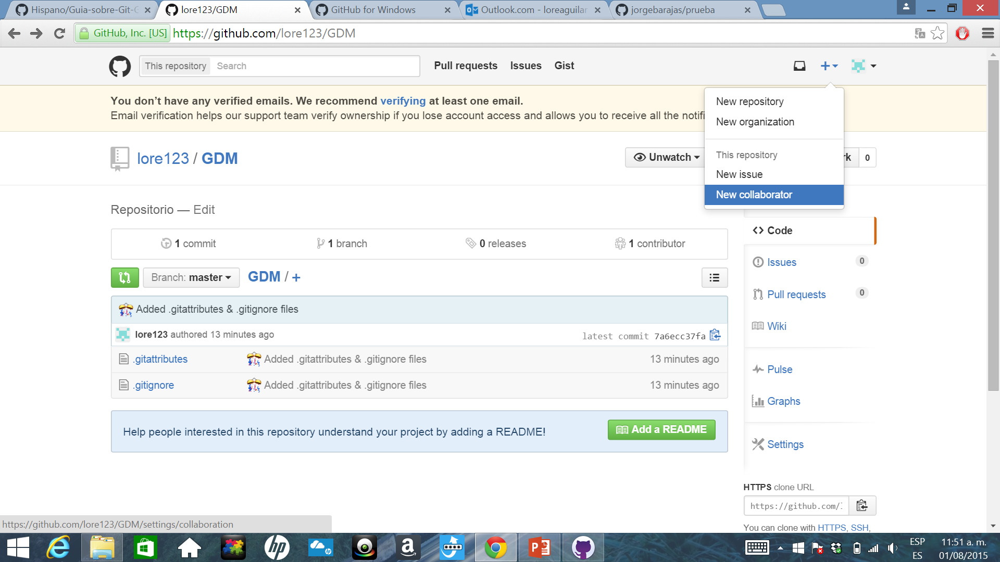 Hispano/Guia-sobre-Git-G
lore123/GDM
GitHub for Windows
Outlook.com - loreaguilar
jorgebarajas/prueba
GitHub, Inc. [US]
https://github.com/lore123/GDM
This repository
Search
Pull requests
Issues
Gist
You don’t have any verified emails. We recommend verifying at least one email.
Email verification helps our support team verify ownership if you lose account access and allows you to receive all the notifi
New repository
New organization
This repository
New issue
New collaborator
lore123 / GDM
Unwatch
rk
0
Repositorio — Edit
1 commit
1 branch
0 releases
1 contributor
Branch: master
GDM / +
Added .gitattributes & .gitignore files
lore123 authored 13 minutes ago
latest commit 7a6ecc37fa
.gitattributes
Added .gitattributes & .gitignore files
13 minutes ago
.gitignore
Added .gitattributes & .gitignore files
13 minutes ago
Help people interested in this repository understand your project by adding a README!
Add a README
Code
Issues
0
Pull requests
0
Wiki
Pulse
Graphs
Settings
HTTPS clone URL
https://github.com/
You can clone with HTTPS, SSH,
https://github.com/lore123/GDM/settings/collaboration
ESP
ES
11:51 a. m.
01/08/2015